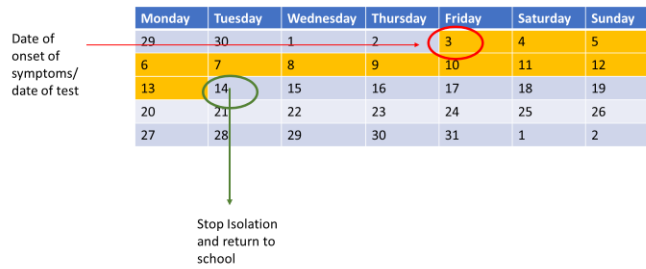 Monday Tuesday Wednesday Thursday Friday Saturday Sunday
Date of
onset of
symptoms/
date of test
29 30 1 2 3 4 5
6 7 8 9 10 11 12
13 14 15 16 17 18 19
20 21 22 23 24 25 26
27 28 29 30 31 1 2
Stop Isolation
and return to
school